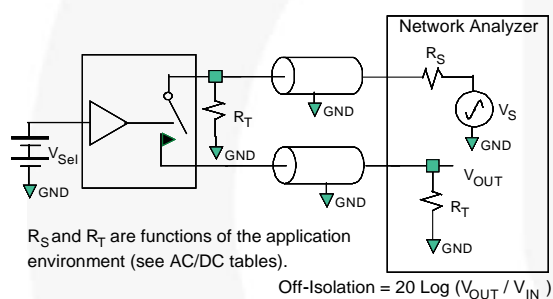 Network Analyzer
R_S
GND
V_S
R_T
GND
GND
V_Sel
GND
V_OUT
GND
R_T
GND
R_S and R_T are functions of the application
environment (see AC/DC tables).
Off-Isolation = 20 Log (V_OUT / V_IN )